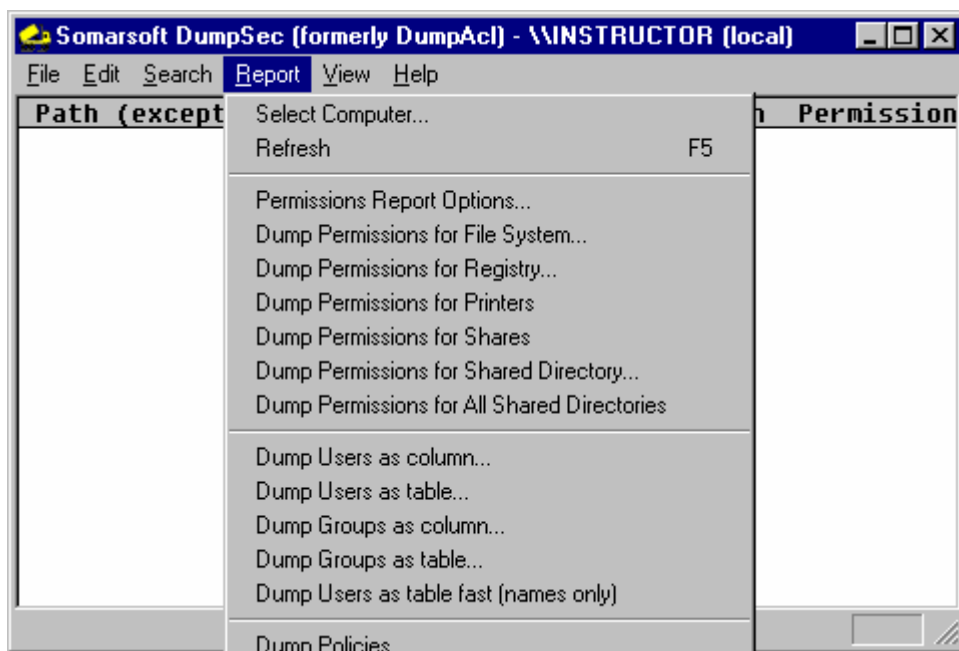 Somarsoft DumpSec (formerly DumpAcl) - \\INSTRUCTOR (local)
File Edit Search Report View Help
Path (except Permission
Select Computer...
Refresh F5
Permissions Report Options...
Dump Permissions for File System...
Dump Permissions for Registry...
Dump Permissions for Printers
Dump Permissions for Shares
Dump Permissions for Shared Directory...
Dump Permissions for All Shared Directories
Dump Users as column...
Dump Users as table...
Dump Groups as column...
Dump Groups as table...
Dump Users as table fast (names only)
Dump Policies